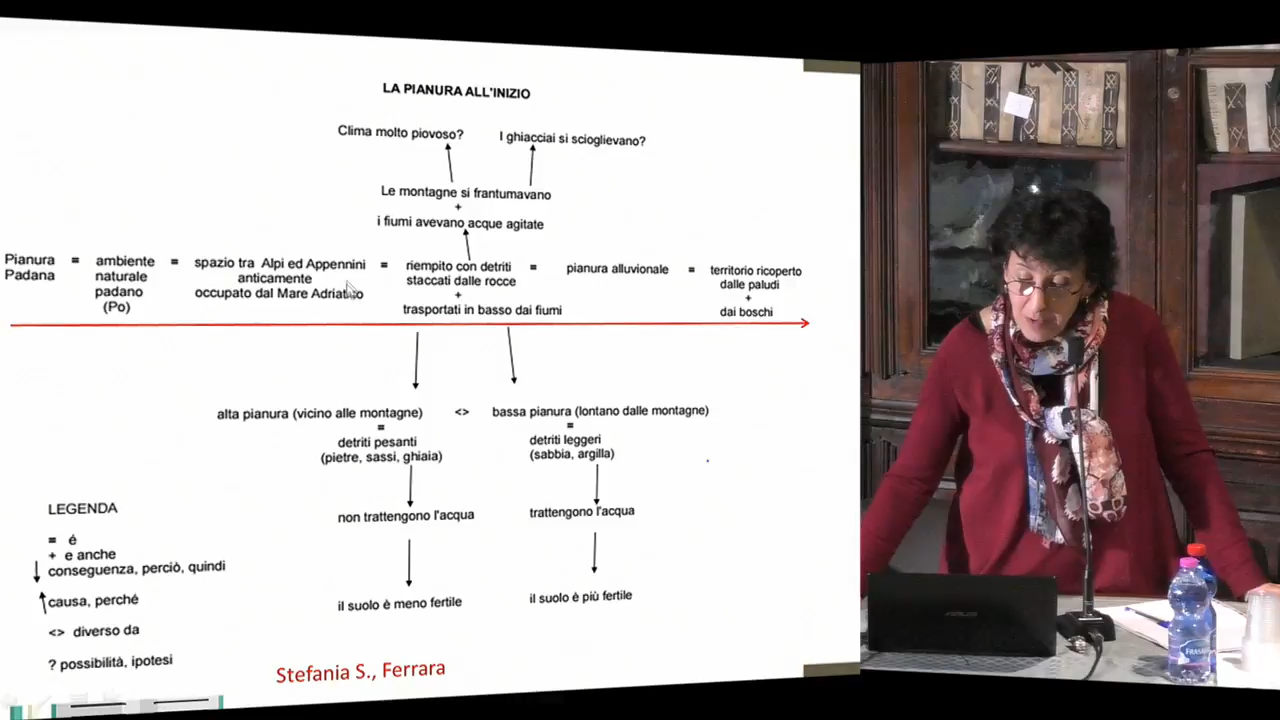 LA PIANURA ALL'INIZIO
Clima molto piovoso?
I ghiacciai si scioglievano?
Le montagne si frantumavano
+
i fiumi avevano acque agitate
Pianura
Padana
=
ambiente
naturale
padano
(Po)
=
spazio tra Alpi ed Appennini
anticamente
occupato dal Mare Adriatico
=
riempito con detriti
staccati dalle rocce
+
trasportati in basso dai fiumi
=
pianura alluvionale
=
territorio ricoperto
dalle paludi
+
dai boschi
alta pianura (vicino alle montagne)
=
detriti pesanti
(pietre, sassi, ghiaia)
non trattengono l'acqua
il suolo è meno fertile
<>
bassa pianura (lontano dalle montagne)
=
detriti leggeri
(sabbia, argilla)
trattengono l'acqua
il suolo è più fertile
LEGENDA
= é
+ e anche
conseguenza, perciò, quindi
causa, perché
<> diverso da
? possibilità, ipotesi
Stefania S., Ferrara
ASUS